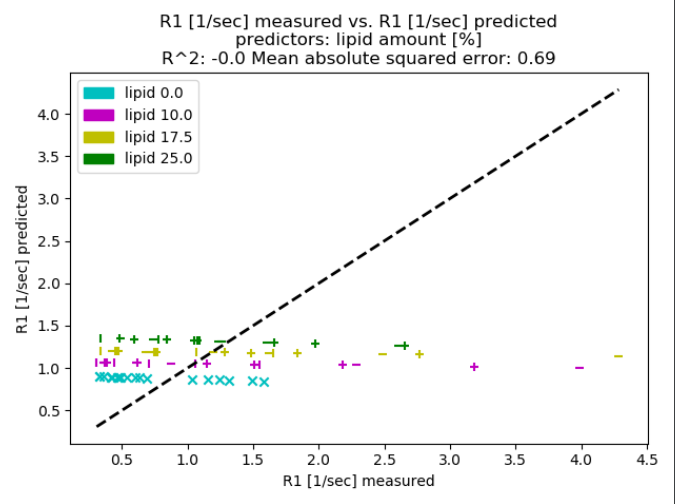 R1 [1/sec] measured vs. R1 [1/sec] predicted
predictors: lipid amount [%]
R^2: -0.0 Mean absolute squared error: 0.69
lipid 0.0
lipid 10.0
lipid 17.5
lipid 25.0
R1 [1/sec] predicted
4.0
3.5
3.0
2.5
2.0
1.5
1.0
0.5
0.5 1.0 1.5 2.0 2.5 3.0 3.5 4.0 4.5
R1 [1/sec] measured